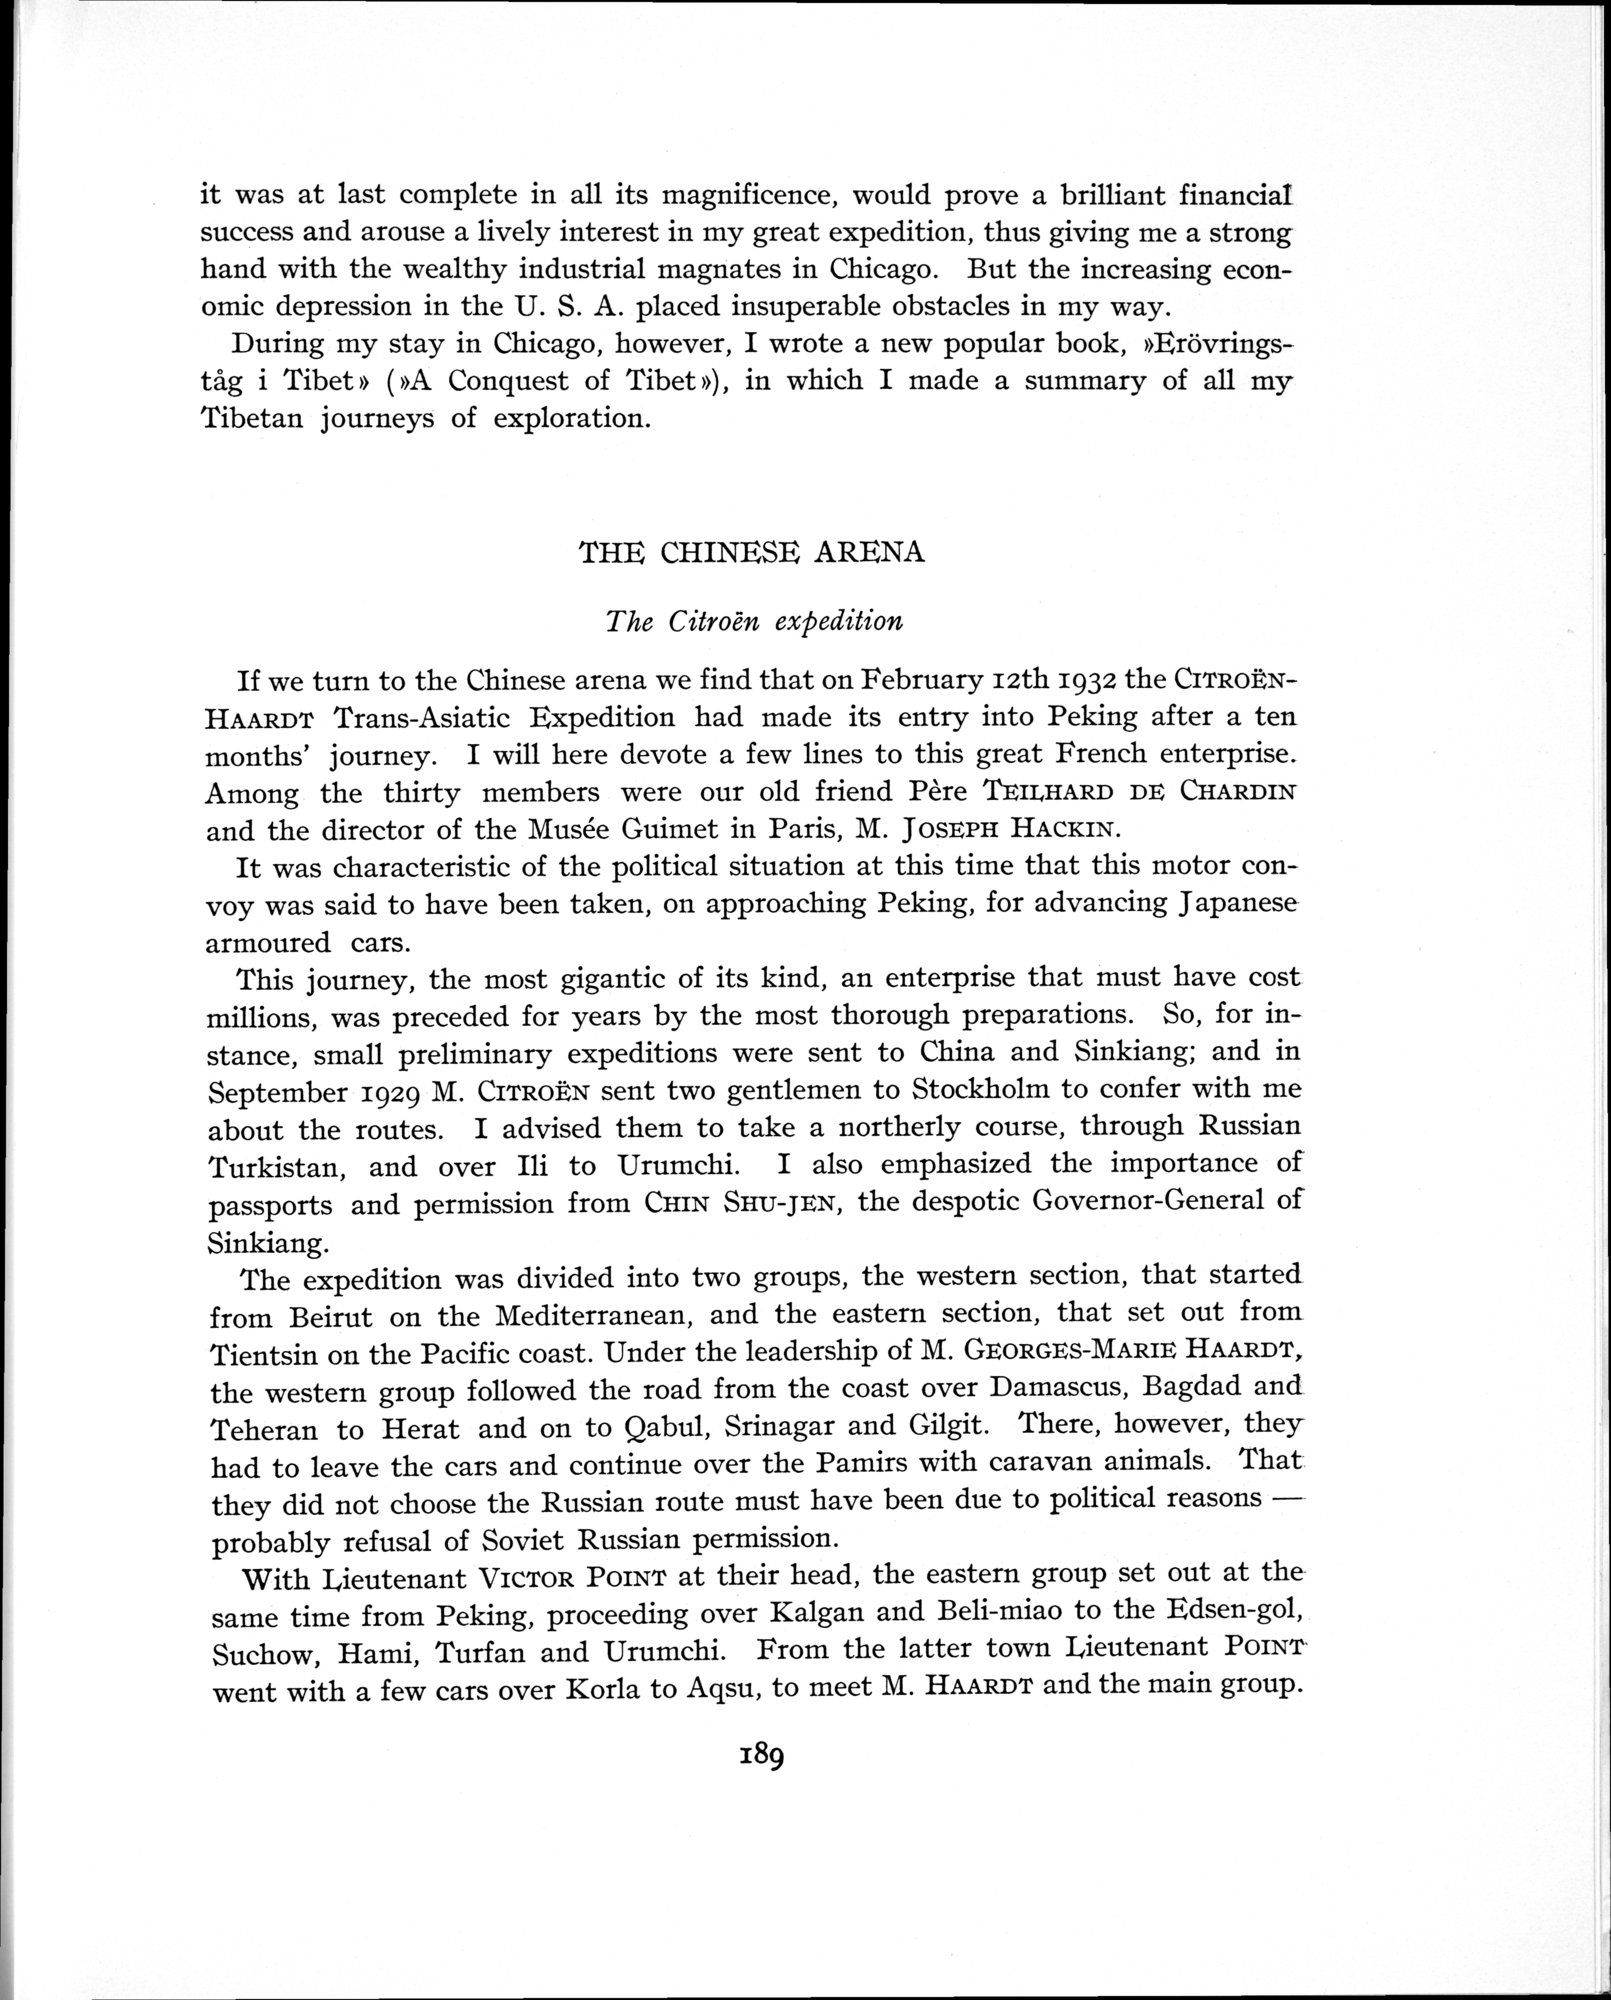 it was at last complete in all its magnificence, would prove a brilliant financial
success and arouse a lively interest in my great expedition, thus giving me a strong
hand with the wealthy industrial magnates in Chicago. But the increasing econ-
omic depression in the U. S. A. placed insuperable obstacles in my way.
During my stay in Chicago, however, I wrote a new popular book, »Erövrings-
tåg i Tibet» (»A Conquest of Tibet»), in which I made a summary of all my
Tibetan journeys of exploration.
THE CHINESE ARENA
The Citroën expedition
If we turn to the Chinese arena we find that on February 12th 1932 the CITROËN-
HAARDT Trans-Asiatic Expedition had made its entry into Peking after a ten
months' journey. I will here devote a few lines to this great French enterprise.
Among the thirty members were our old friend Père TEILHARD DE CHARDIN
and the director of the Musée Guimet in Paris, M. JOSEPH HACKIN.
It was characteristic of the political situation at this time that this motor con-
voy was said to have been taken, on approaching Peking, for advancing Japanese
armoured cars.
This journey, the most gigantic of its kind, an enterprise that must have cost
millions, was preceded for years by the most thorough preparations. So, for in-
stance, small preliminary expeditions were sent to China and Sinkiang; and in
September 1929 M. CITROËN sent two gentlemen to Stockholm to confer with me
about the routes. I advised them to take a northerly course, through Russian
Turkistan, and over Ili to Urumchi. I also emphasized the importance of
passports and permission from CHIN SHU-JEN, the despotic Governor-General of
Sinkiang.
The expedition was divided into two groups, the western section, that started
from Beirut on the Mediterranean, and the eastern section, that set out from
Tientsin on the Pacific coast. Under the leadership of M. GEORGES-MARIE HAARDT,
the western group followed the road from the coast over Damascus, Bagdad and
Teheran to Herat and on to Qabul, Srinagar and Gilgit. There, however, they
had to leave the cars and continue over the Pamirs with caravan animals. That
they did not choose the Russian route must have been due to political reasons —
probably refusal of Soviet Russian permission.
With Lieutenant VICTOR POINT at their head, the eastern group set out at the
same time from Peking, proceeding over Kalgan and Beli-miao to the Edsen-gol,
Suchow, Hami, Turfan and Urumchi. From the latter town Lieutenant POINT
went with a few cars over Korla to Aqsu, to meet M. HAARDT and the main group.
189